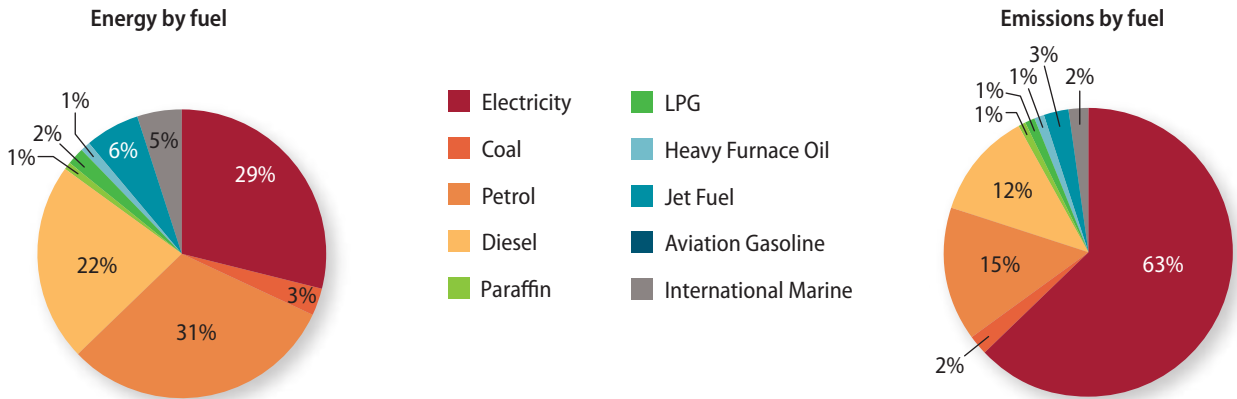 Energy by fuel
1%
2%
1%
6%
5%
29%
22%
3%
31%
Electricity
Coal
Petrol
Diesel
Paraffin
LPG
Heavy Furnace Oil
Jet Fuel
Aviation Gasoline
International Marine
Emissions by fuel
3%
1%
2%
1%
1%
12%
15%
63%
2%